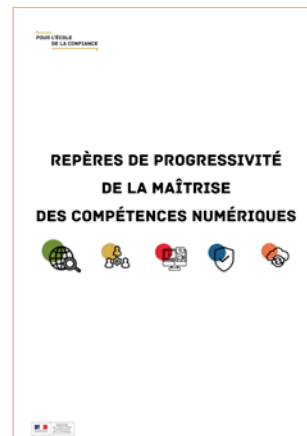 POUR L'ÉCOLE
DE LA CONFIANCE
REPÈRES DE PROGRESSIVITÉ
DE LA MAÎTRISE
DES COMPÉTENCES NUMÉRIQUES